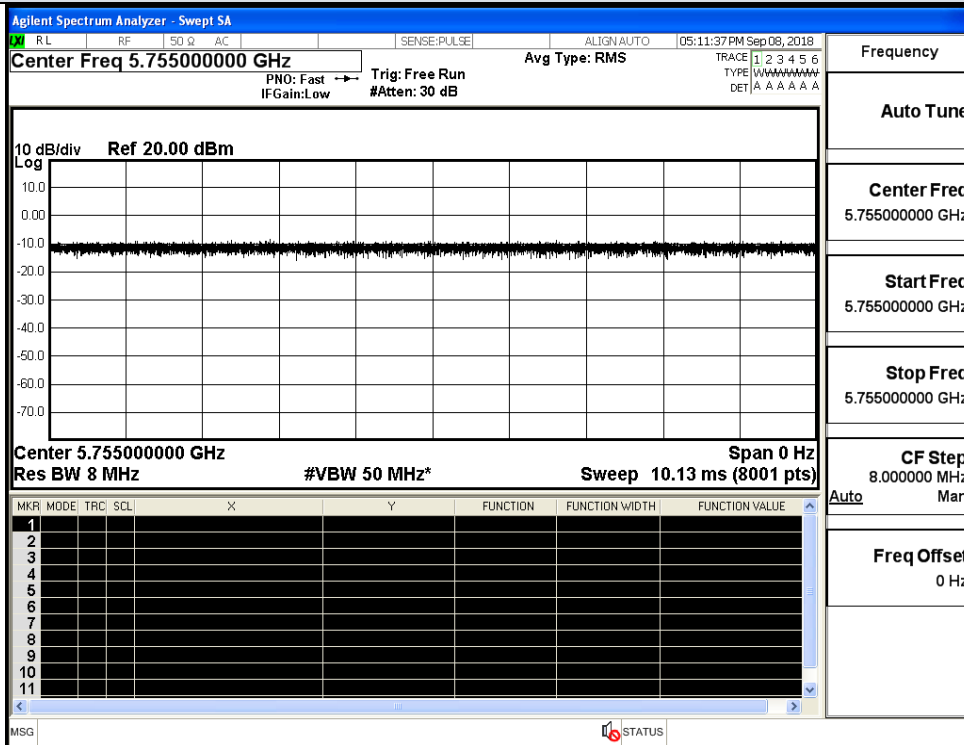 Agilent Spectrum Analyzer - Swept SA
LXI RL RF 50 Ω AC SENSE:PULSE ALIGN AUTO 05:11:37 PM Sep 08, 2018
Center Freq 5.755000000 GHz Avg Type: RMS TRACE 1 2 3 4 5 6
PNO: Fast Trig: Free Run TYPE WWWWWW
IFGain:Low #Atten: 30 dB DET A A A A A A
10 dB/div Ref 20.00 dBm
Log
10.0
0.00
-10.0
-20.0
-30.0
-40.0
-50.0
-60.0
-70.0
Center 5.755000000 GHz Span 0 Hz
Res BW 8 MHz #VBW 50 MHz* Sweep 10.13 ms (8001 pts)
MKR MODE TRC SCL X Y FUNCTION FUNCTION WIDTH FUNCTION VALUE
1
2
3
4
5
6
7
8
9
10
11
MSG STATUS
Frequency
Auto Tune
Center Freq
5.755000000 GHz
Start Freq
5.755000000 GHz
Stop Freq
5.755000000 GHz
CF Step
8.000000 MHz
Auto Man
Freq Offset
0 Hz